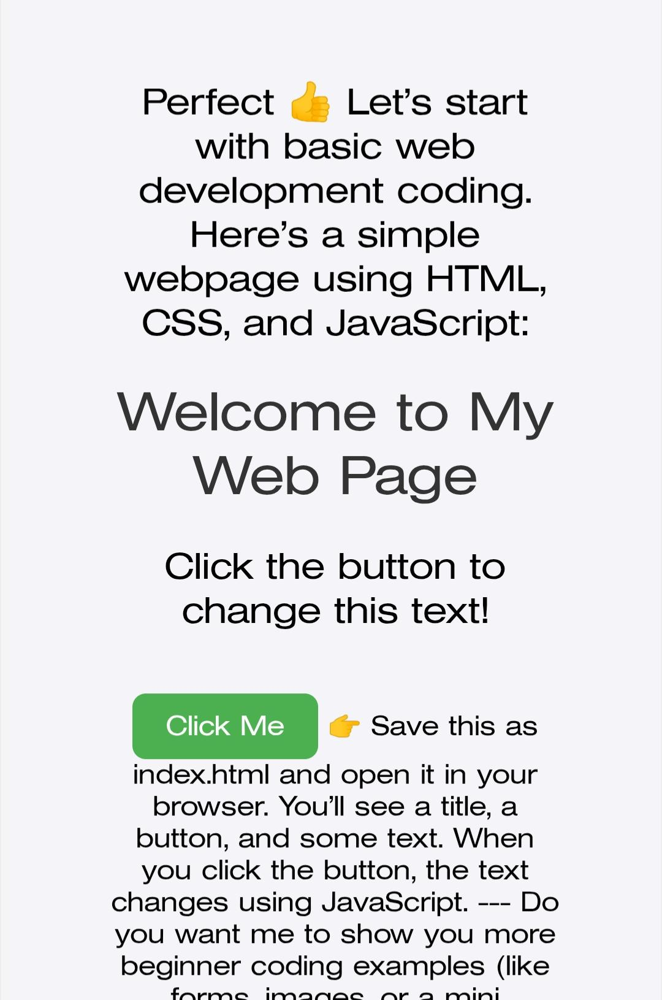 Perfect 👍 Let’s start
with basic web
development coding.
Here’s a simple
webpage using HTML,
CSS, and JavaScript:
Welcome to My
Web Page
Click the button to
change this text!
Click Me 👉 Save this as
index.html and open it in your
browser. You’ll see a title, a
button, and some text. When
you click the button, the text
changes using JavaScript. --- Do
you want me to show you more
beginner coding examples (like
forms, images, or a mini